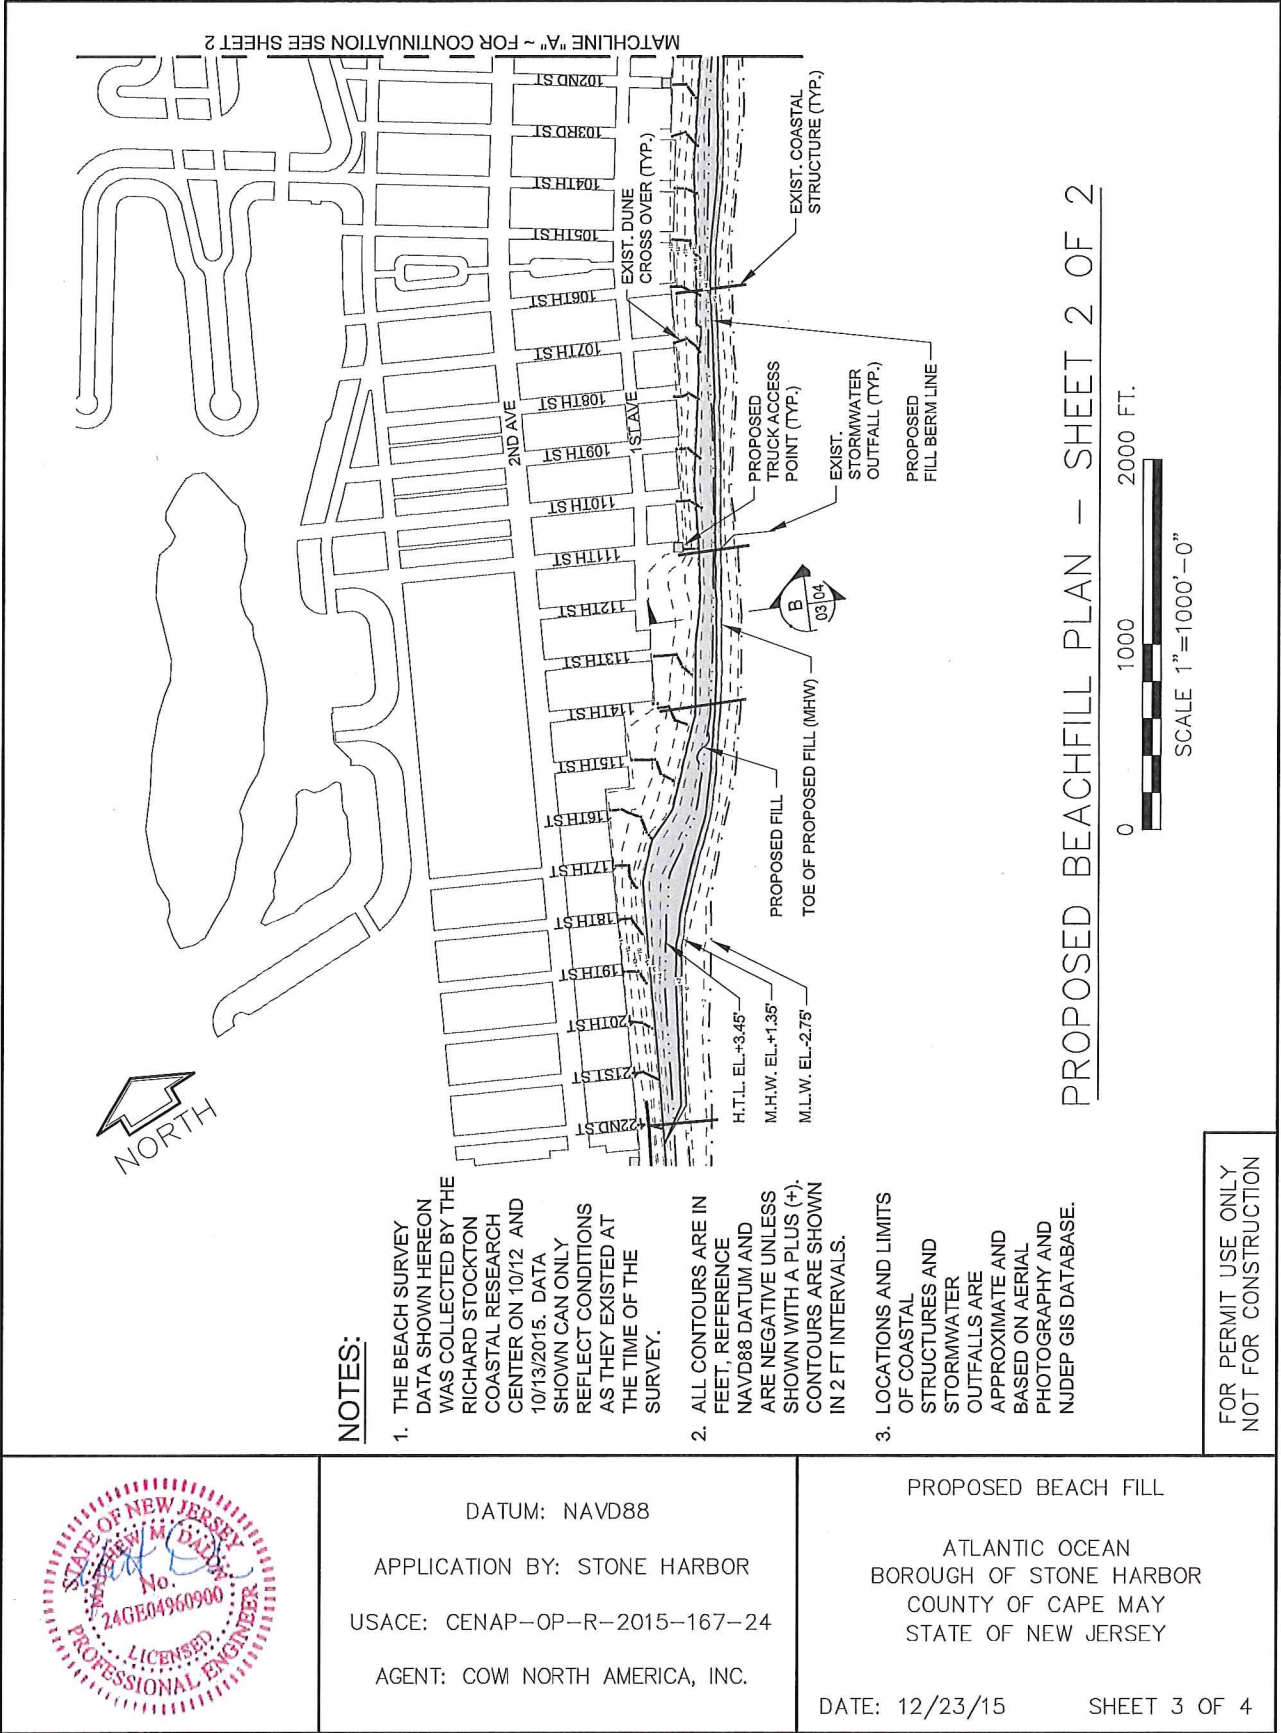 MATCHLINE "A" ~ FOR CONTINUATION SEE SHEET 2
102ND ST
103RD ST
104TH ST
105TH ST
106TH ST
107TH ST
108TH ST
109TH ST
110TH ST
111TH ST
112TH ST
113TH ST
114TH ST
115TH ST
116TH ST
117TH ST
118TH ST
119TH ST
120TH ST
121ST ST
122ND ST
2ND AVE
1ST AVE
EXIST. DUNE
CROSS OVER (TYP.)
EXIST. COASTAL
STRUCTURE (TYP.)
PROPOSED
TRUCK ACCESS
POINT (TYP.)
EXIST.
STORMWATER
OUTFALL (TYP.)
PROPOSED
FILL BERM LINE
B
03 04
PROPOSED FILL
TOE OF PROPOSED FILL (MHW)
H.T.L. EL.+3.45'
M.H.W. EL.+1.35'
M.L.W. EL.-2.75'
NORTH
PROPOSED BEACHFILL PLAN - SHEET 2 OF 2
0 1000 2000 FT.
SCALE 1"=1000'-0"
NOTES:
1. THE BEACH SURVEY
DATA SHOWN HEREON
WAS COLLECTED BY THE
RICHARD STOCKTON
COASTAL RESEARCH
CENTER ON 10/12 AND
10/13/2015. DATA
SHOWN CAN ONLY
REFLECT CONDITIONS
AS THEY EXISTED AT
THE TIME OF THE
SURVEY.
2. ALL CONTOURS ARE IN
FEET, REFERENCE
NAVD88 DATUM AND
ARE NEGATIVE UNLESS
SHOWN WITH A PLUS (+).
CONTOURS ARE SHOWN
IN 2 FT INTERVALS.
3. LOCATIONS AND LIMITS
OF COASTAL
STRUCTURES AND
STORMWATER
OUTFALLS ARE
APPROXIMATE AND
BASED ON AERIAL
PHOTOGRAPHY AND
NJDEP GIS DATABASE.
FOR PERMIT USE ONLY
NOT FOR CONSTRUCTION
STATE OF NEW JERSEY
MATTHEW M. DALON
No.
24GE04960900
LICENSED
PROFESSIONAL ENGINEER
DATUM: NAVD88
APPLICATION BY: STONE HARBOR
USACE: CENAP-OP-R-2015-167-24
AGENT: COWI NORTH AMERICA, INC.
PROPOSED BEACH FILL
ATLANTIC OCEAN
BOROUGH OF STONE HARBOR
COUNTY OF CAPE MAY
STATE OF NEW JERSEY
DATE: 12/23/15 SHEET 3 OF 4